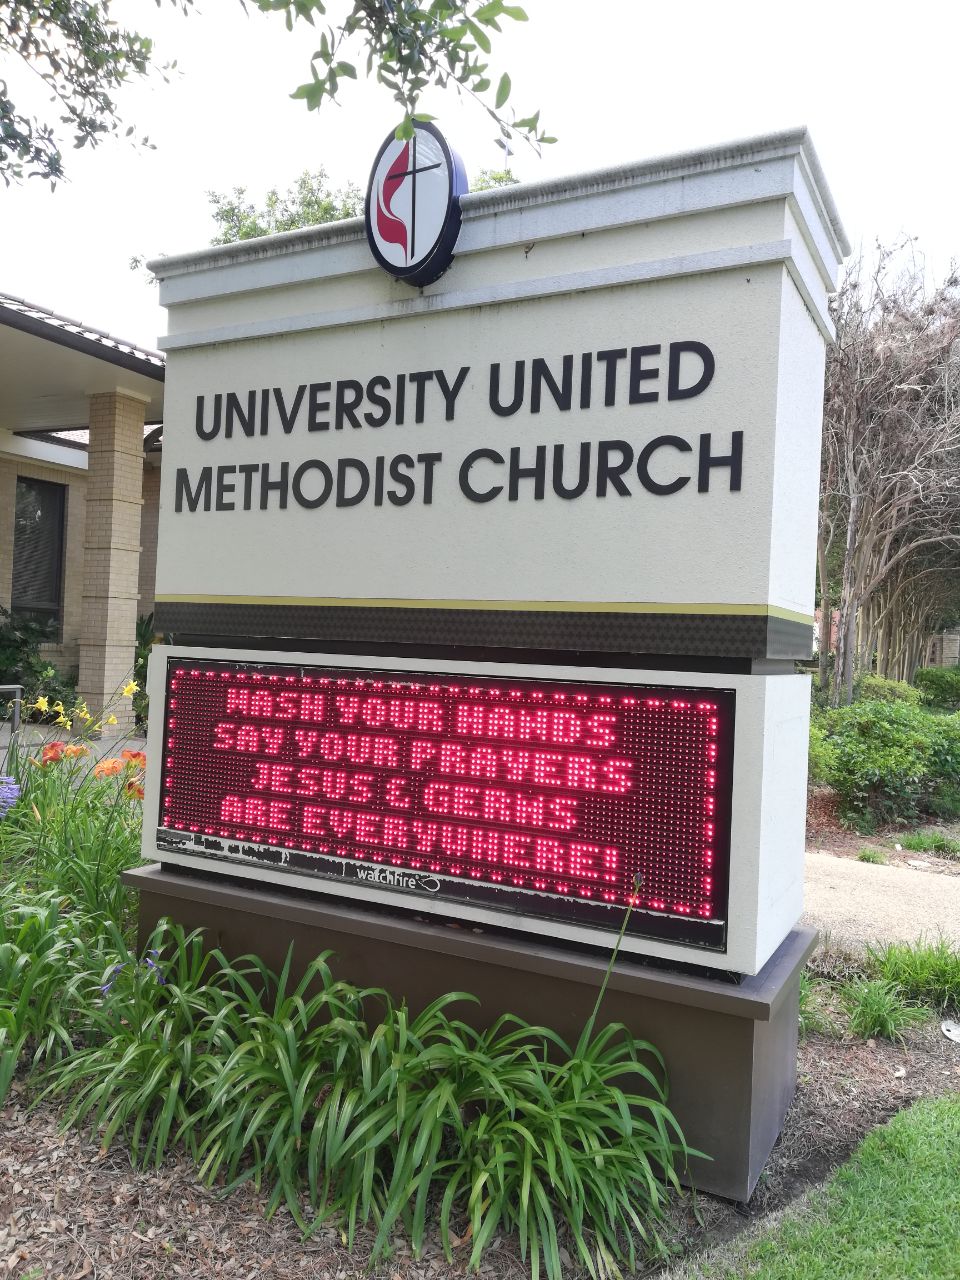 UNIVERSITY UNITED
METHODIST CHURCH
WASH YOUR HANDS
SAY YOUR PRAYERS
JESUS & GERMS
ARE EVERYWHERE!
watchfire